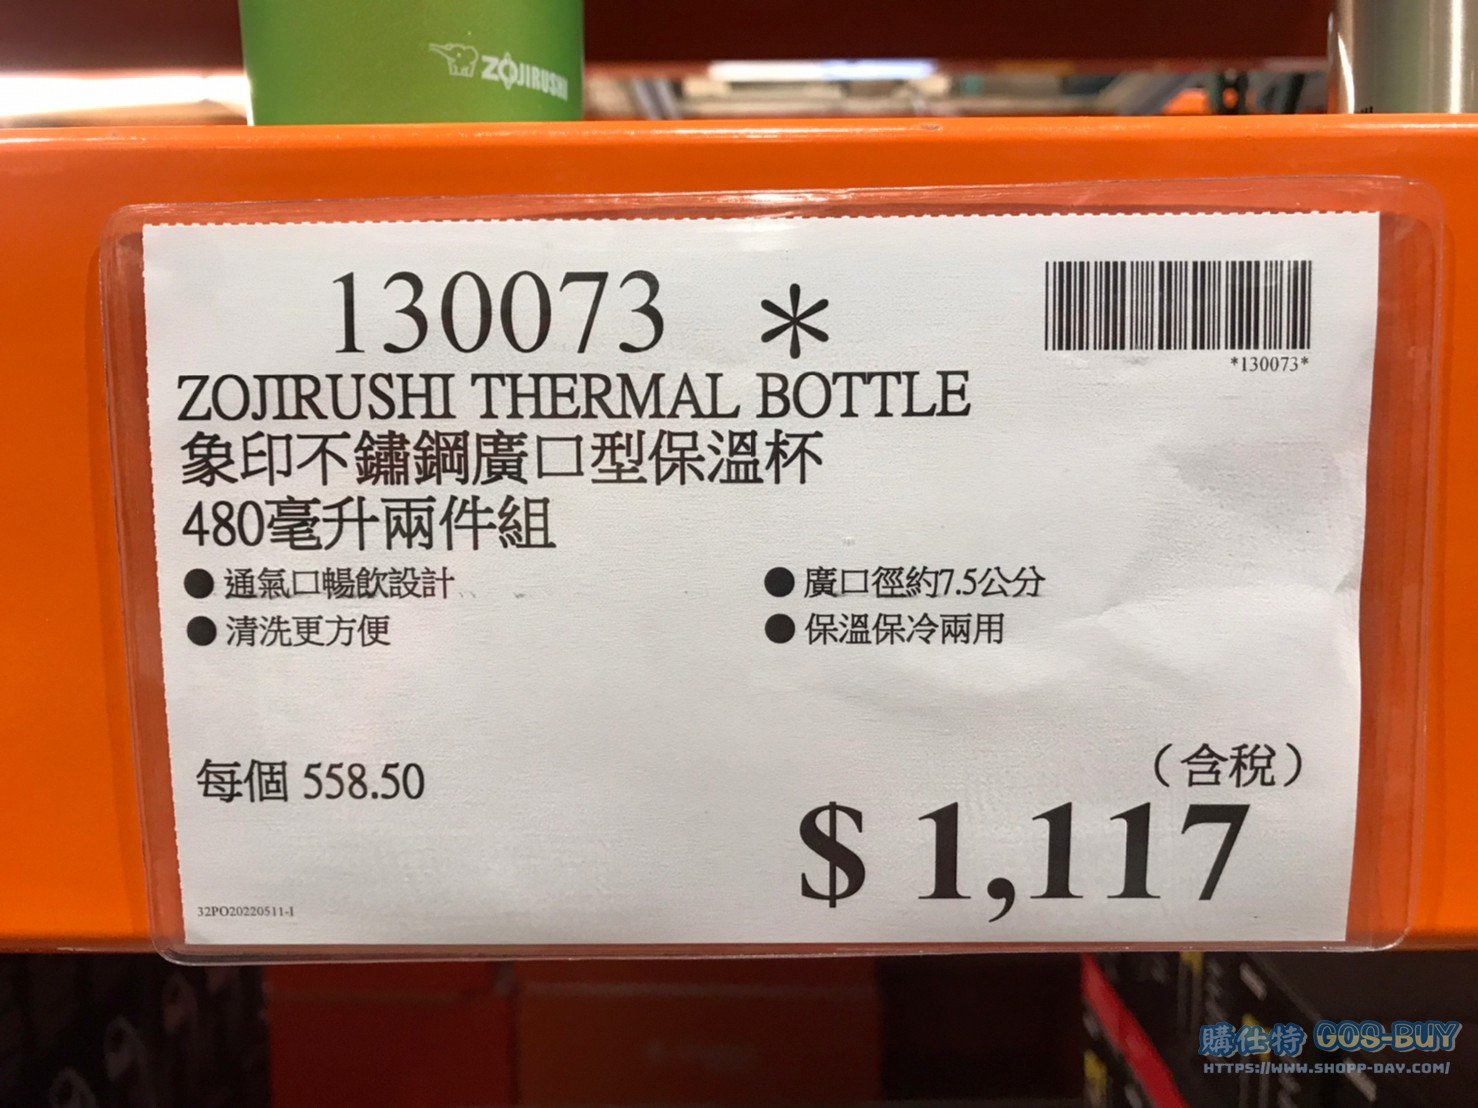 ZOJIRUSHI
130073 *
*130073*
ZOJIRUSHI THERMAL BOTTLE
象印不鏽鋼廣口型保溫杯
480毫升兩件組
● 通氣口暢飲設計
● 廣口徑約7.5公分
● 清洗更方便
● 保溫保冷兩用
每個 558.50
（含稅）
$ 1,117
32PO20220511-I
購仕特 GOS-BUY
HTTPS://WWW.SHOPP-DAY.COM/